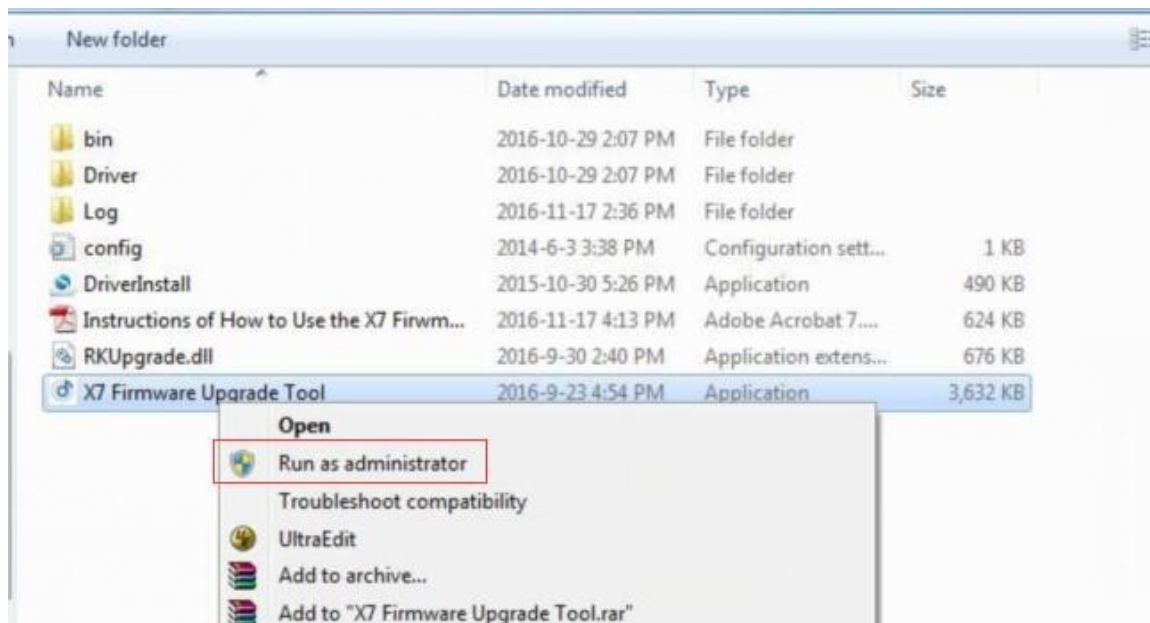 New folder
Name Date modified Type Size
bin 2016-10-29 2:07 PM File folder
Driver 2016-10-29 2:07 PM File folder
Log 2016-11-17 2:36 PM File folder
config 2014-6-3 3:38 PM Configuration sett... 1 KB
DriverInstall 2015-10-30 5:26 PM Application 490 KB
Instructions of How to Use the X7 Firwm... 2016-11-17 4:13 PM Adobe Acrobat 7.... 624 KB
RKUpgrade.dll 2016-9-30 2:40 PM Application extens... 676 KB
X7 Firmware Upgrade Tool 2016-9-23 4:54 PM Application 3,632 KB
Open
Run as administrator
Troubleshoot compatibility
UltraEdit
Add to archive...
Add to "X7 Firmware Upgrade Tool.rar"